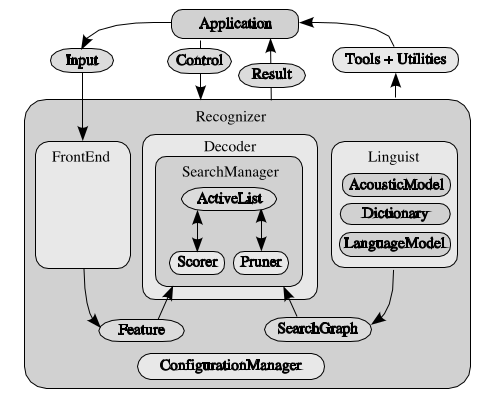 Application
Input
Control
Result
Tools + Utilities
Recognizer
FrontEnd
Decoder
SearchManager
ActiveList
Scorer
Pruner
Linguist
AcousticModel
Dictionary
LanguageModel
Feature
SearchGraph
ConfigurationManager